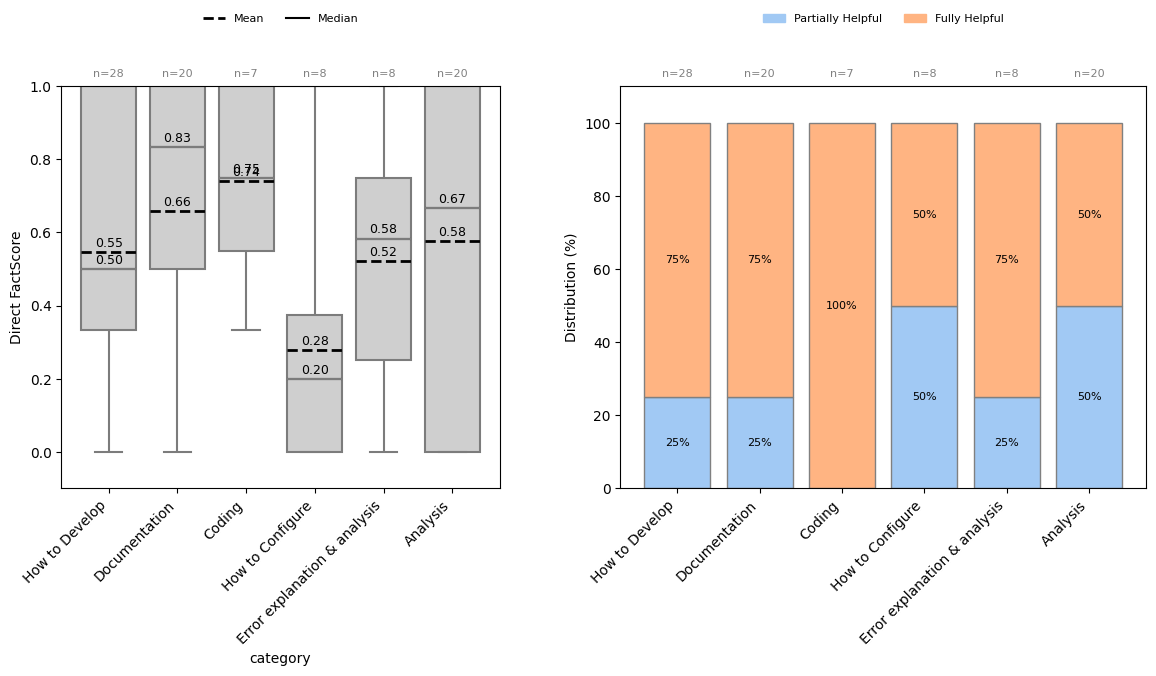 Mean Median
n=28 n=20 n=7 n=8 n=8 n=20
Direct FactScore
1.0
0.8
0.6
0.4
0.2
0.0
0.55
0.50
0.83
0.66
0.75
0.74
0.28
0.20
0.58
0.52
0.67
0.58
How to Develop
Documentation
Coding
How to Configure
Error explanation & analysis
Analysis
category
Partially Helpful Fully Helpful
n=28 n=20 n=7 n=8 n=8 n=20
Distribution (%)
100
80
60
40
20
0
75%
25%
75%
25%
100%
50%
50%
75%
25%
50%
50%
How to Develop
Documentation
Coding
How to Configure
Error explanation & analysis
Analysis